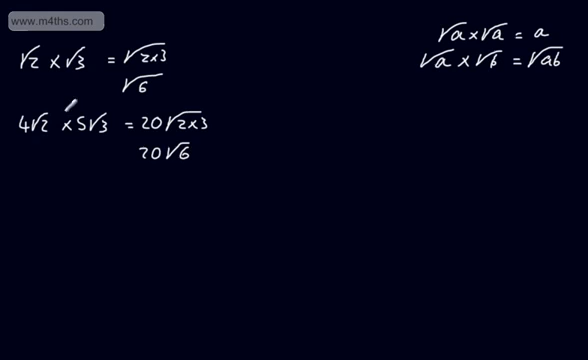 www.m4ths.com
√a × √a = a
√2 × √3 = √2×3
√a × √b = √ab
√6
4√2 × 5√3 = 20√2×3
20√6